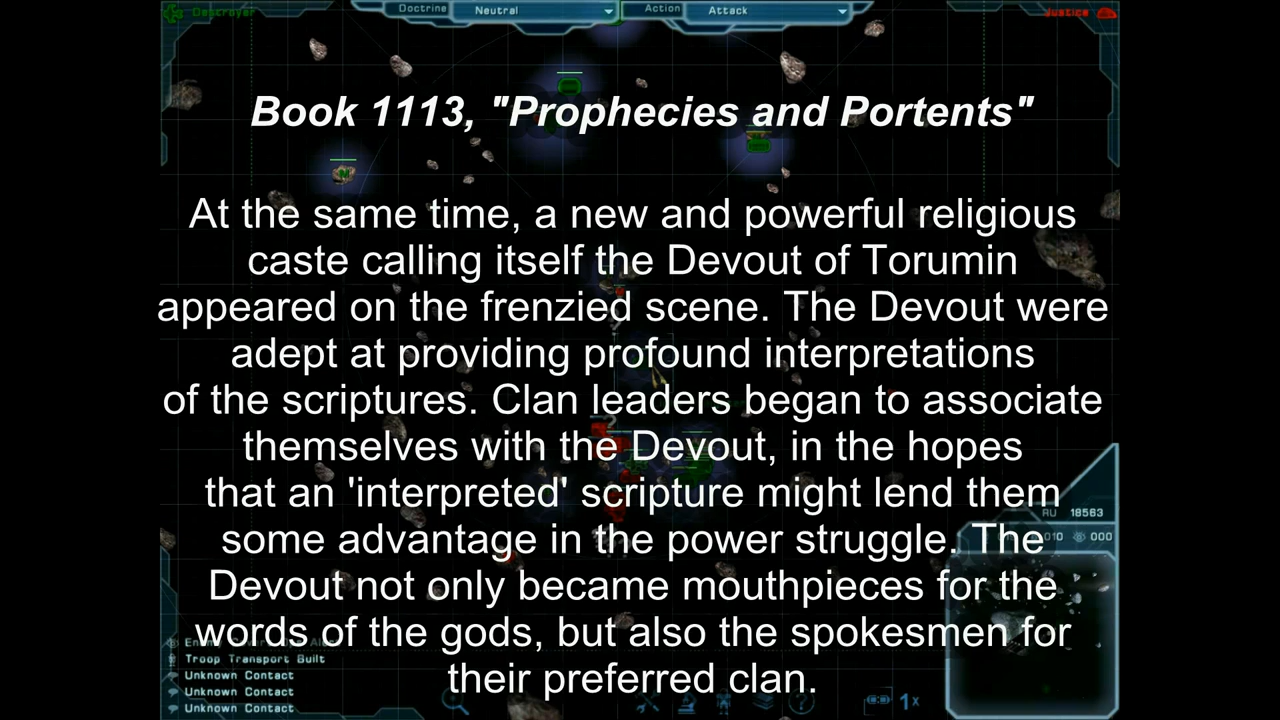 Destroyer Doctrine Neutral Action Attack Justice
Book 1113, "Prophecies and Portents"
At the same time, a new and powerful religious
caste calling itself the Devout of Torumin
appeared on the frenzied scene. The Devout were
adept at providing profound interpretations
of the scriptures. Clan leaders began to associate
themselves with the Devout, in the hopes
that an 'interpreted' scripture might lend them
some advantage in the power struggle. The
Devout not only became mouthpieces for the
words of the gods, but also the spokesmen for
their preferred clan.
RU 18563
010 000
Troop Transport Built
Unknown Contact
Unknown Contact
Unknown Contact
1x